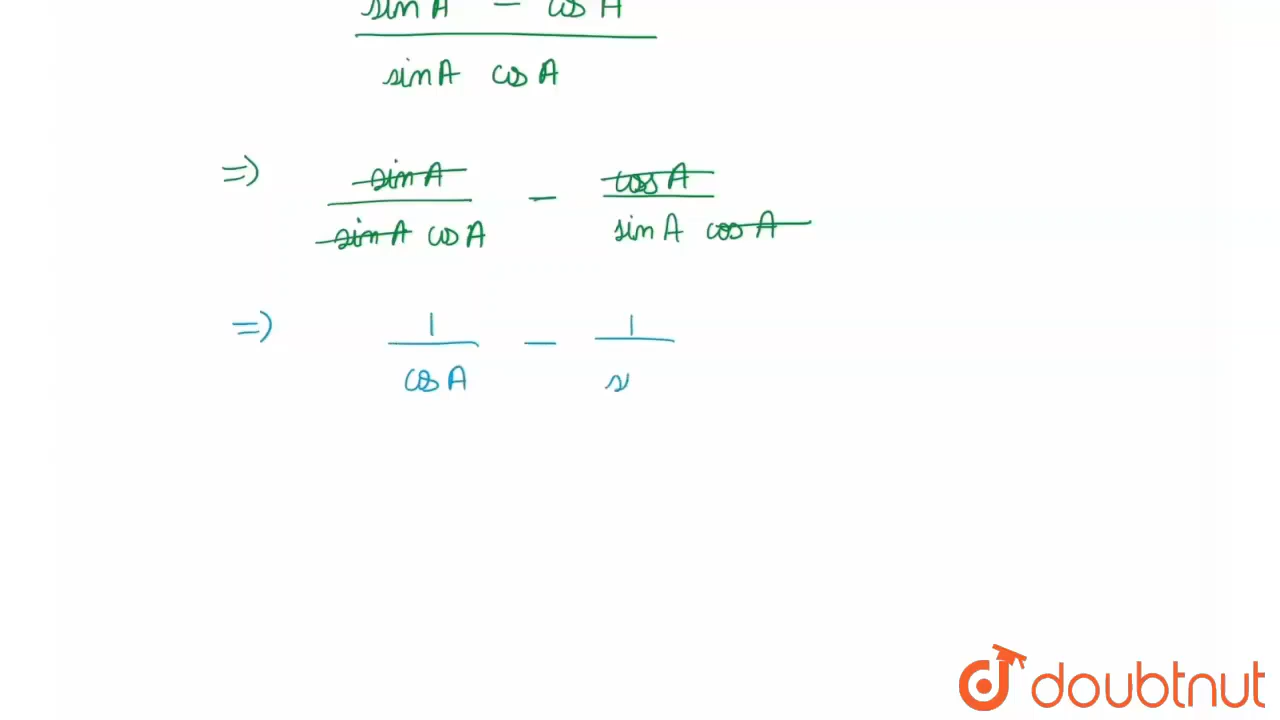 sin A - cos A
sin A cos A
=> sin A - cos A
sin A cos A sin A cos A
=> 1 - 1
cos A s
doubtnut